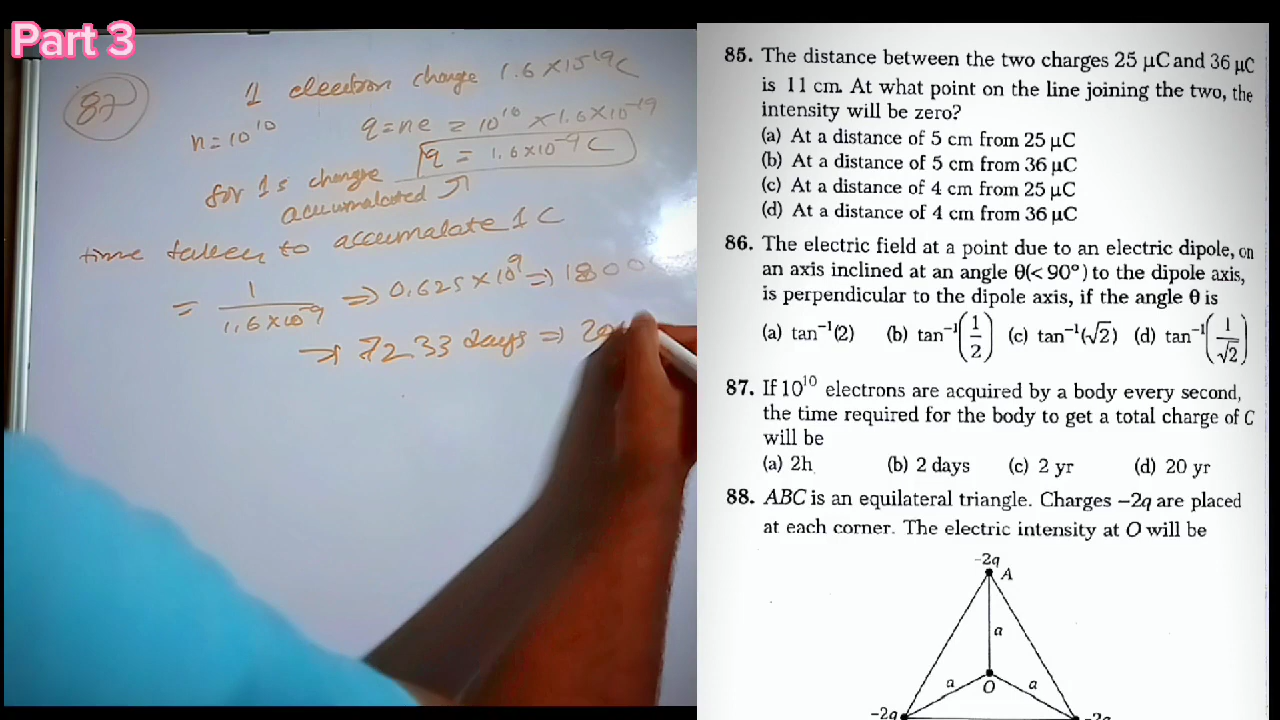 Part 3
87
1 electron charge 1.6 × 10⁻¹⁹ C
n = 10¹⁰ q = ne = 10¹⁰ × 1.6 × 10⁻¹⁹
q = 1.6 × 10⁻⁹ C
for 1s charge
accumalated
time taken to accumalate 1 C
= 1/(1.6 × 10⁻⁹) ⇒ 0.625 × 10⁹ ⇒ 1800
→ 7233 days ⇒
85. The distance between the two charges 25 μC and 36 μC
is 11 cm. At what point on the line joining the two, the
intensity will be zero?
(a) At a distance of 5 cm from 25 μC
(b) At a distance of 5 cm from 36 μC
(c) At a distance of 4 cm from 25 μC
(d) At a distance of 4 cm from 36 μC
86. The electric field at a point due to an electric dipole, on
an axis inclined at an angle θ(< 90°) to the dipole axis,
is perpendicular to the dipole axis, if the angle θ is
(a) tan⁻¹(2) (b) tan⁻¹(1/2) (c) tan⁻¹(√2) (d) tan⁻¹(1/√2)
87. If 10¹⁰ electrons are acquired by a body every second,
the time required for the body to get a total charge of C
will be
(a) 2h (b) 2 days (c) 2 yr (d) 20 yr
88. ABC is an equilateral triangle. Charges −2q are placed
at each corner. The electric intensity at O will be
−2q
A
a
a O a
−2q −2q